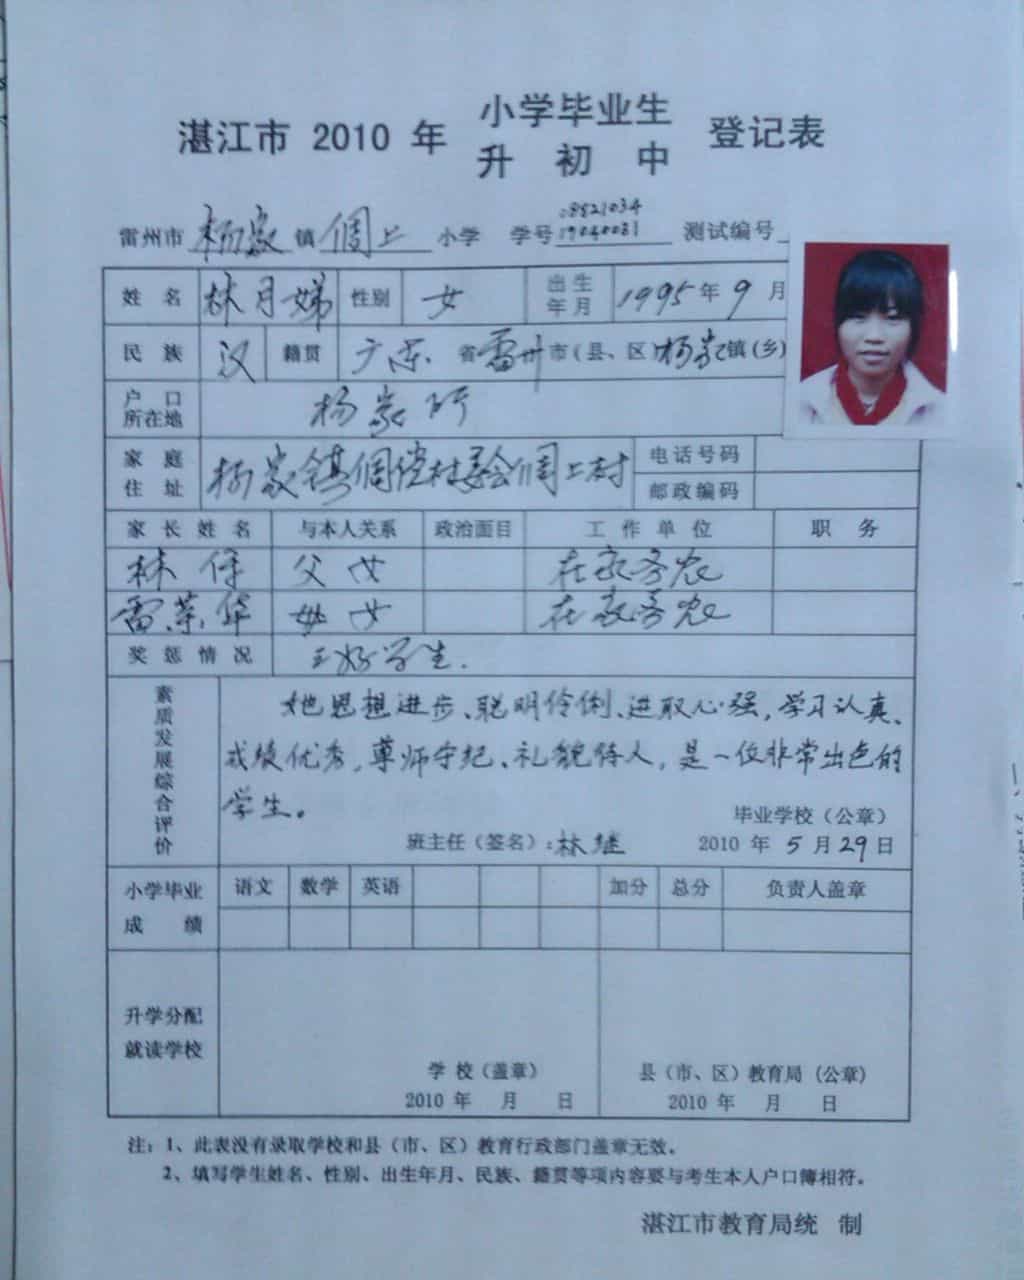 湛江市 2010 年 小学毕业生 登记表
升 初 中
雷州市 杨家 镇 倜上 小学 学号 测试编号
19040031
姓 名 林月娣 性别 女 出生年月 1995 年 9 月
民 族 汉 籍贯 广东 省 雷州 市(县、区) 杨家 镇(乡)
户 口 所在地 杨家
家 庭 住 址 杨家镇 倜上村 电话号码
邮政编码
家 长 姓 名 与本人关系 政治面目 工 作 单 位 职 务
林 保 父 女 在家务农
雷荣华 母 女 在家务农
奖 惩 情 况 三好学生.
素质发展综合评价
她思想进步、聪明伶俐、进取心强,学习认真、
成绩优秀,尊师守纪、礼貌待人,是一位非常出色的
学生。
毕业学校(公章)
班主任(签名):林继 2010 年 5 月 29 日
小学毕业 成 绩 语文 数学 英语 加分 总分 负责人盖章
升学分配
就读学校
学 校(盖章) 县(市、区)教育局(公章)
2010 年 月 日 2010 年 月 日
注:1、此表没有录取学校和县(市、区)教育行政部门盖章无效。
2、填写学生姓名、性别、出生年月、民族、籍贯等项内容要与考生本人户口簿相符。
湛江市教育局统 制